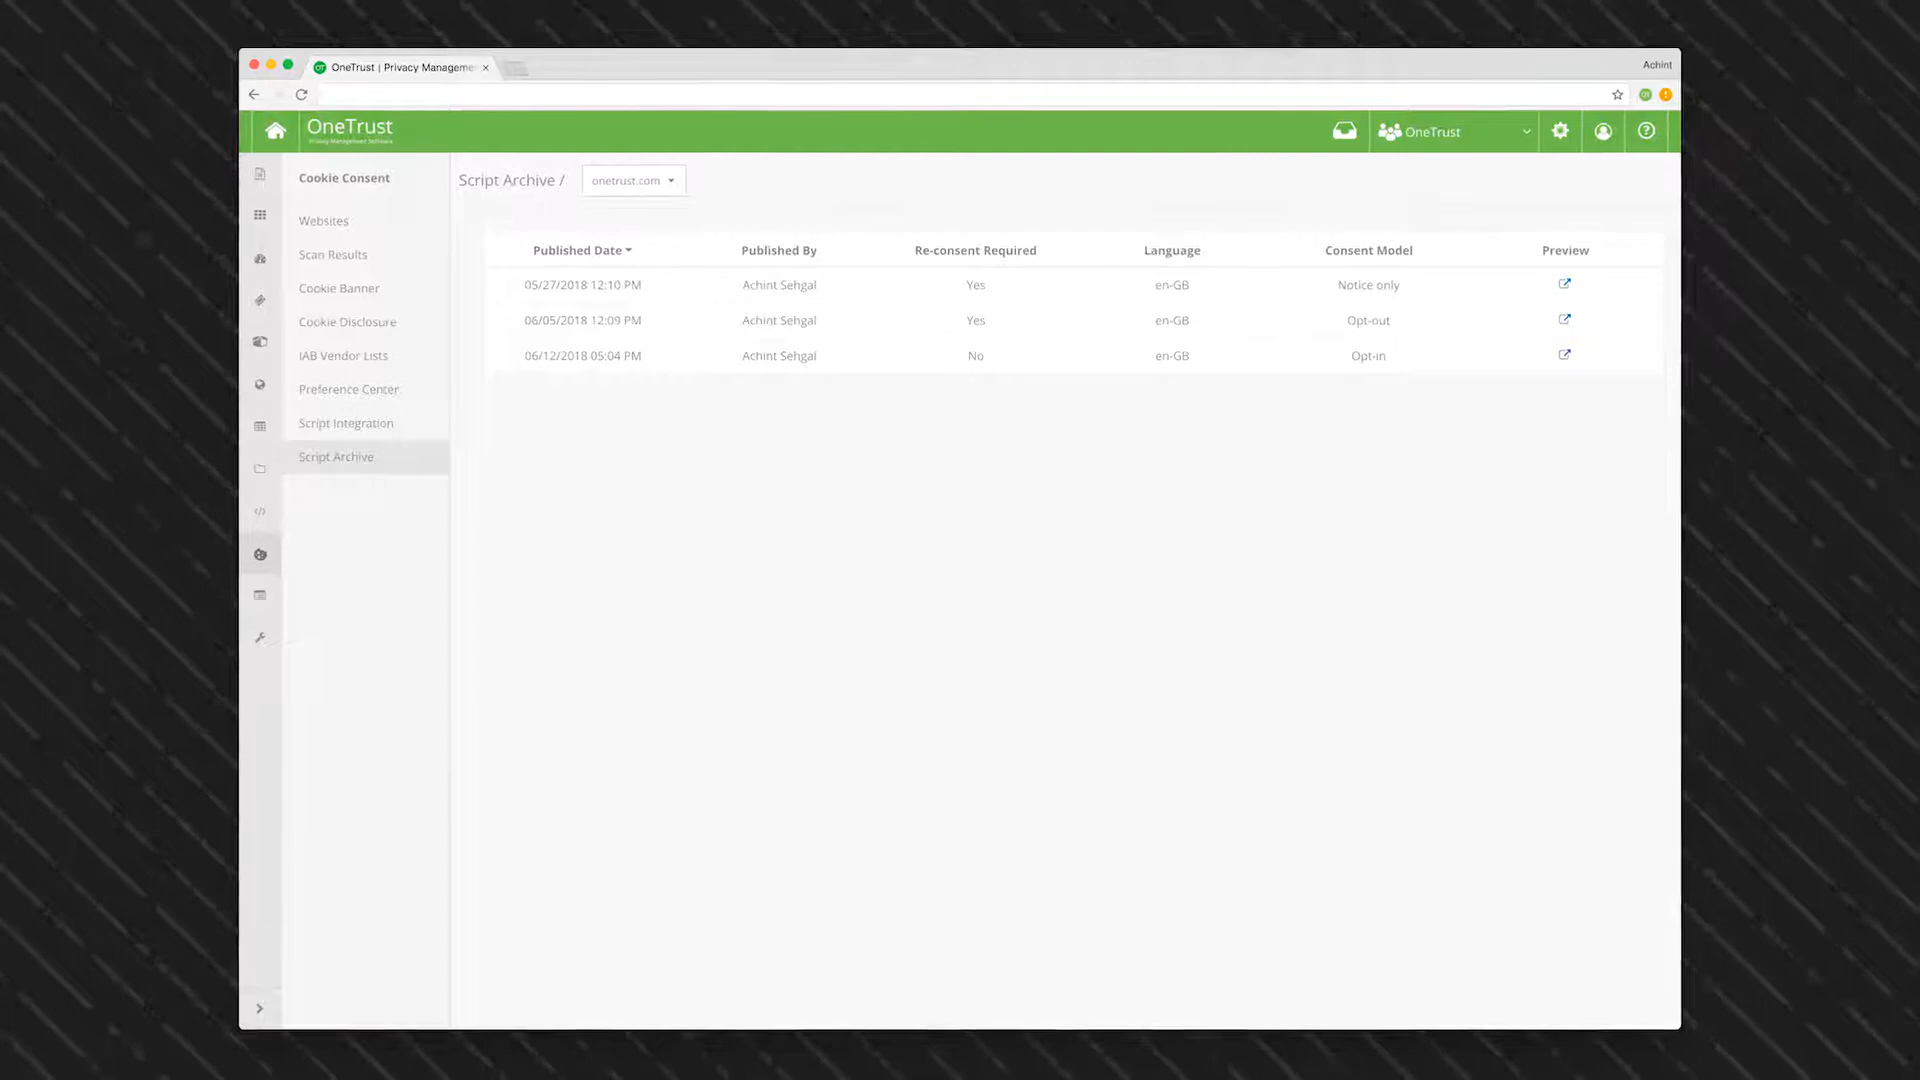 OneTrust | Privacy Manageme
Achint
OneTrust
Privacy Management Software
OneTrust
Cookie Consent
Websites
Scan Results
Cookie Banner
Cookie Disclosure
IAB Vendor Lists
Preference Center
Script Integration
Script Archive
Script Archive / onetrust.com
Published Date Published By Re-consent Required Language Consent Model Preview
05/27/2018 12:10 PM Achint Sehgal Yes en-GB Notice only
06/05/2018 12:09 PM Achint Sehgal Yes en-GB Opt-out
06/12/2018 05:04 PM Achint Sehgal No en-GB Opt-in